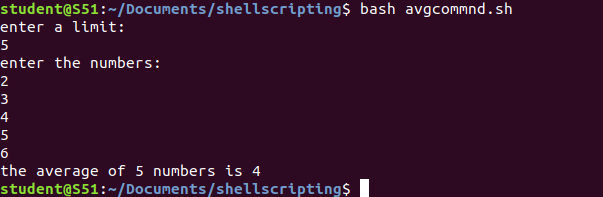 student@S51:~/Documents/shellscripting$ bash avgcommnd.sh
enter a limit:
5
enter the numbers:
2
3
4
5
6
the average of 5 numbers is 4
student@S51:~/Documents/shellscripting$